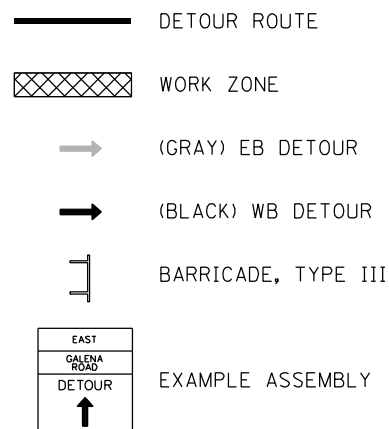 DETOUR ROUTE
WORK ZONE
(GRAY) EB DETOUR
(BLACK) WB DETOUR
BARRICADE, TYPE III
EAST
GALENA
ROAD
DETOUR
EXAMPLE ASSEMBLY